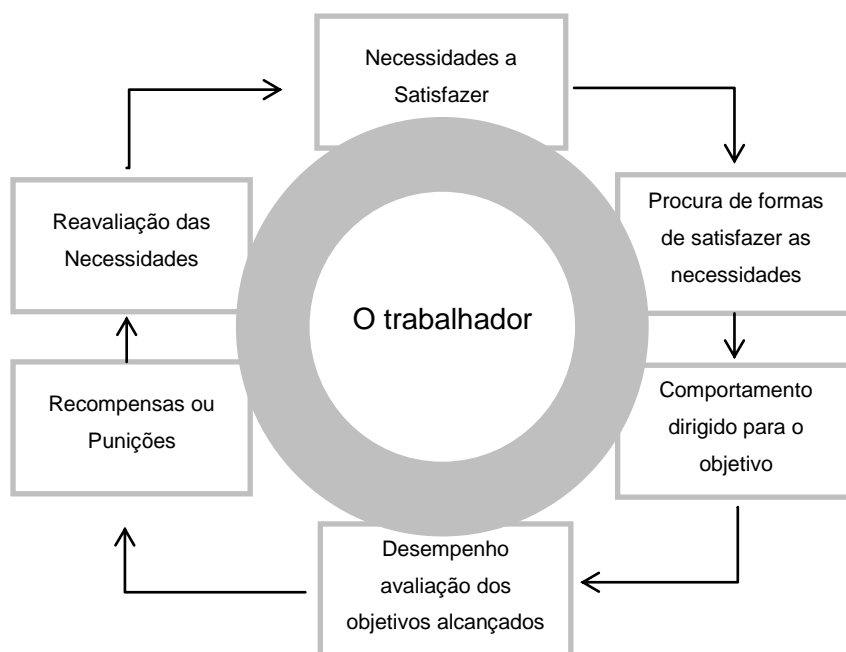 Necessidades a
Satisfazer
Procura de formas
de satisfazer as
necessidades
Comportamento
dirigido para o
objetivo
Desempenho
avaliação dos
objetivos alcançados
Recompensas ou
Punições
Reavaliação das
Necessidades
O trabalhador